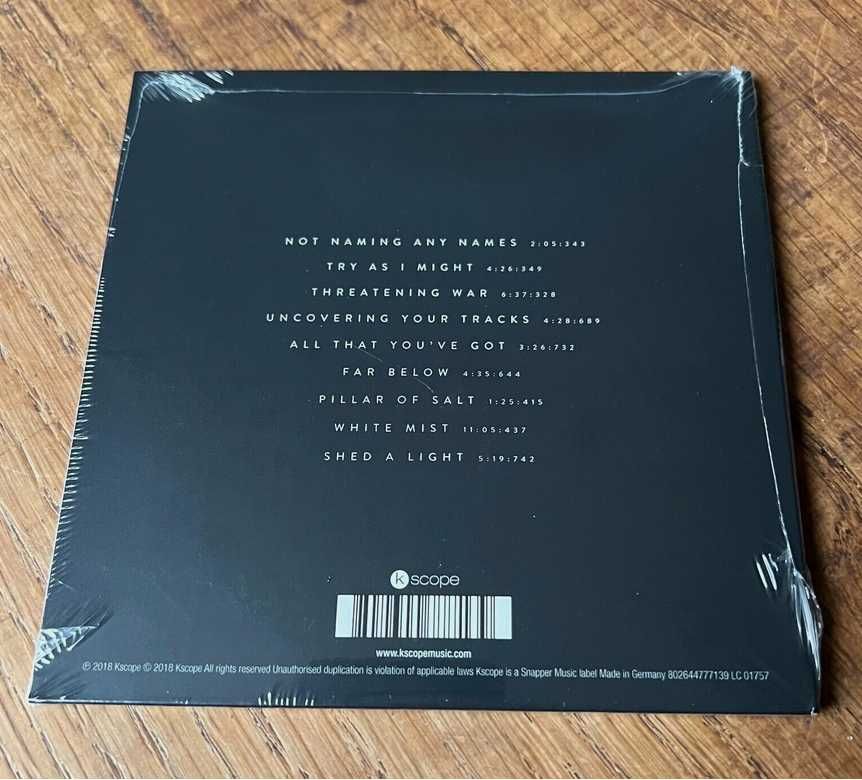 NOT NAMING ANY NAMES 2:05:343
TRY AS I MIGHT 4:26:349
THREATENING WAR 6:37:328
UNCOVERING YOUR TRACKS 4:28:689
ALL THAT YOU'VE GOT 3:26:732
FAR BELOW 4:35:644
PILLAR OF SALT 1:25:415
WHITE MIST 11:05:437
SHED A LIGHT 5:19:742
kscope
www.kscopemusic.com
℗ 2018 Kscope © 2018 Kscope All rights reserved Unauthorised duplication is violation of applicable laws Kscope is a Snapper Music label Made in Germany 802644777139 LC 01757